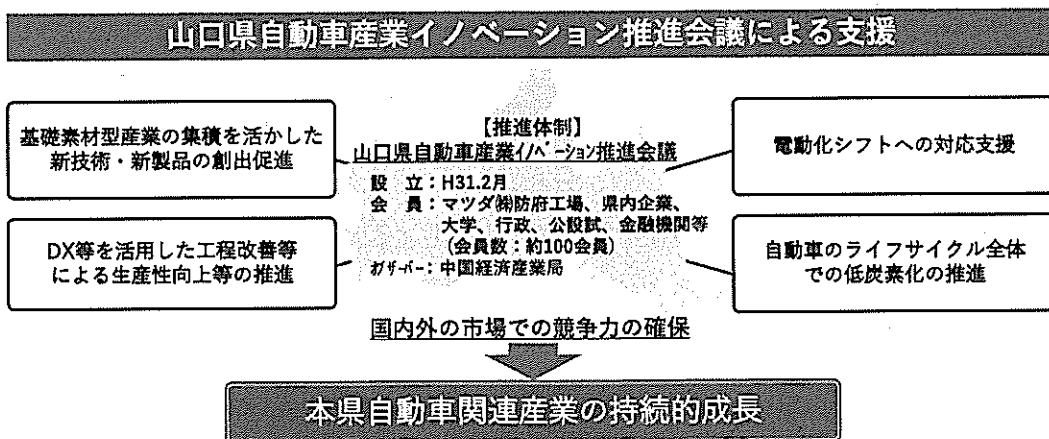 山口県自動車産業イノベーション推進会議による支援
基礎素材型産業の集積を活かした
新技術・新製品の創出促進
DX等を活用した工程改善等
による生産性向上等の推進
【推進体制】
山口県自動車産業ｲﾉﾍﾞｰｼｮﾝ推進会議
設　立：H31.2月
会　員：マツダ㈱防府工場、県内企業、
大学、行政、公設試、金融機関等
（会員数：約100会員）
ｵﾌﾞｻﾞｰﾊﾞｰ：中国経済産業局
電動化シフトへの対応支援
自動車のライフサイクル全体
での低炭素化の推進
国内外の市場での競争力の確保
本県自動車関連産業の持続的成長